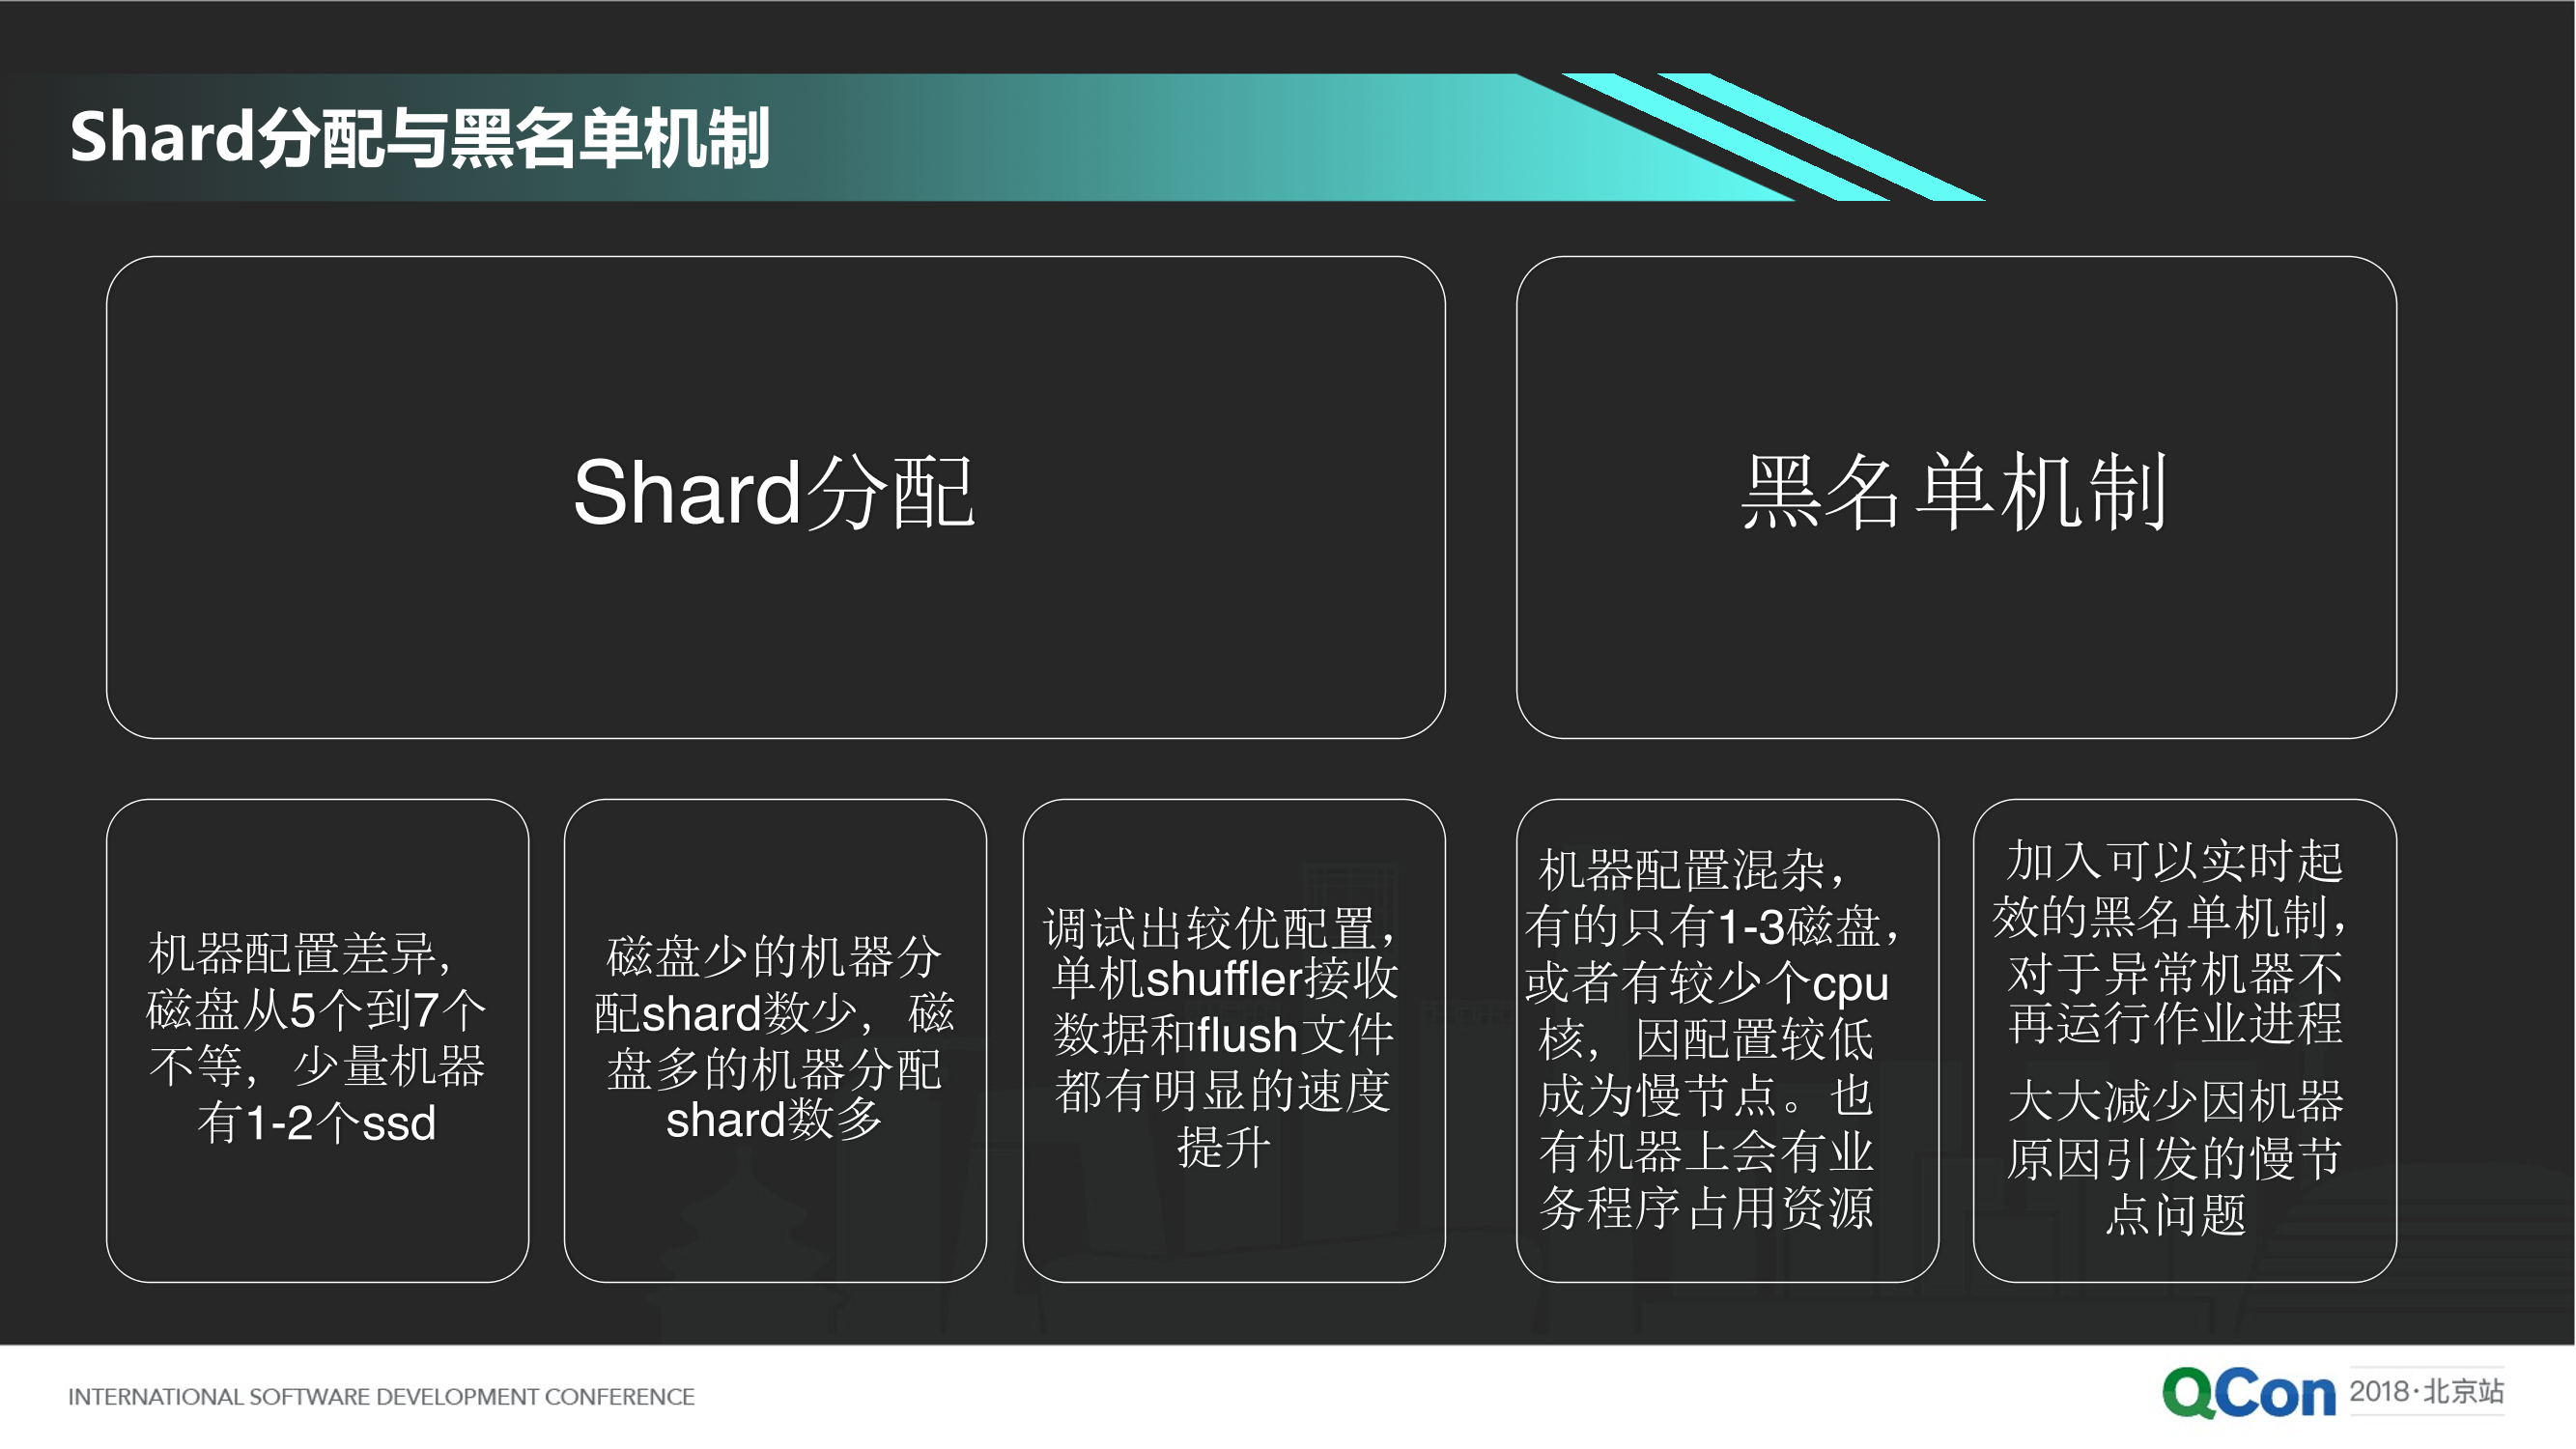 Shard分配与黑名单机制
Shard分配
黑名单机制
机器配置差异，
磁盘从5个到7个
不等，少量机器
有1-2个ssd
磁盘少的机器分
配shard数少，磁
盘多的机器分配
shard数多
调试出较优配置，
单机shuffler接收
数据和flush文件
都有明显的速度
提升
机器配置混杂，
有的只有1-3磁盘，
或者有较少个cpu
核，因配置较低
成为慢节点。也
有机器上会有业
务程序占用资源
加入可以实时起
效的黑名单机制，
对于异常机器不
再运行作业进程
大大减少因机器
原因引发的慢节
点问题
INTERNATIONAL SOFTWARE DEVELOPMENT CONFERENCE
QCon 2018·北京站